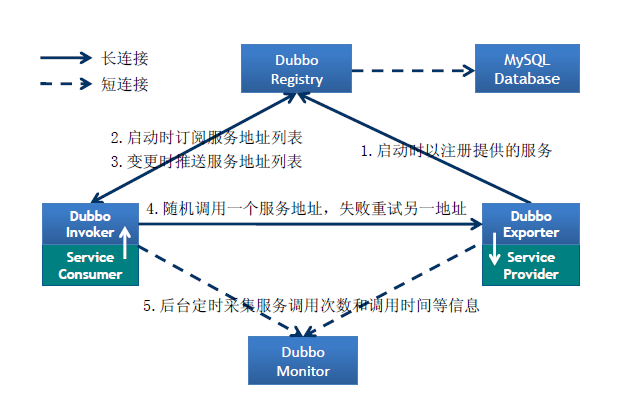 长连接
短连接
Dubbo
Registry
MySQL
Database
2.启动时订阅服务地址列表
3.变更时推送服务地址列表
1.启动时以注册提供的服务
Dubbo
Invoker
Service
Consumer
4.随机调用一个服务地址，失败重试另一地址
Dubbo
Exporter
Service
Provider
5.后台定时采集服务调用次数和调用时间等信息
Dubbo
Monitor